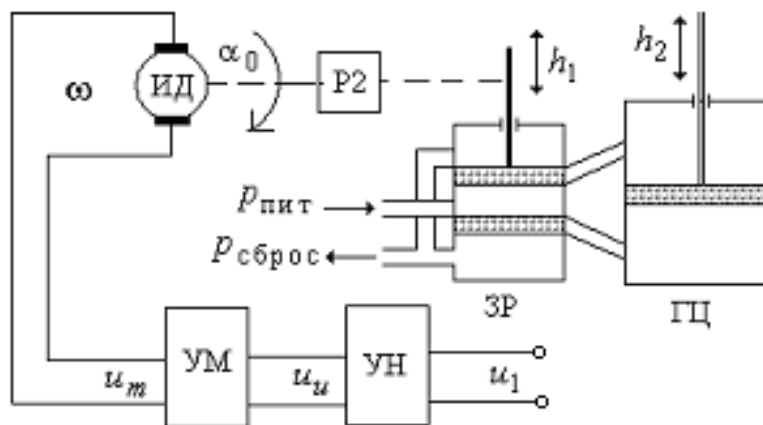 α₀
h₁
h₂
ω
ИД
Р2
pпит
pсброс
ЗР
ГЦ
УМ
УН
uₘ
uᵤ
u₁